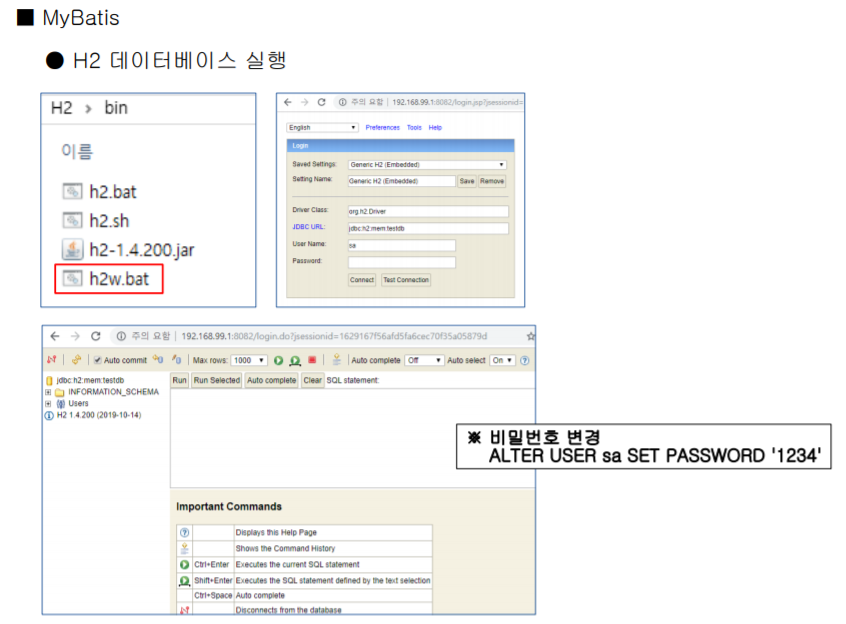 ■ MyBatis
● H2 데이터베이스 실행
H2 > bin
이름
h2.bat
h2.sh
h2-1.4.200.jar
h2w.bat
주의 요함 | 192.168.99.1:8082/login.jsp?jsessionid=
English Preferences Tools Help
Login
Saved Settings: Generic H2 (Embedded)
Setting Name: Generic H2 (Embedded) Save Remove
Driver Class: org.h2.Driver
JDBC URL: jdbc:h2:mem:testdb
User Name: sa
Password:
Connect Test Connection
주의 요함 | 192.168.99.1:8082/login.do?jsessionid=1629167f56afd5fa6cec70f35a05879d
Auto commit Max rows: 1000 Auto complete Off Auto select On
jdbc:h2:mem:testdb
INFORMATION_SCHEMA
Users
H2 1.4.200 (2019-10-14)
Run Run Selected Auto complete Clear SQL statement:
※ 비밀번호 변경
ALTER USER sa SET PASSWORD '1234'
Important Commands
Displays this Help Page
Shows the Command History
Ctrl+Enter Executes the current SQL statement
Shift+Enter Executes the SQL statement defined by the text selection
Ctrl+Space Auto complete
Disconnects from the database